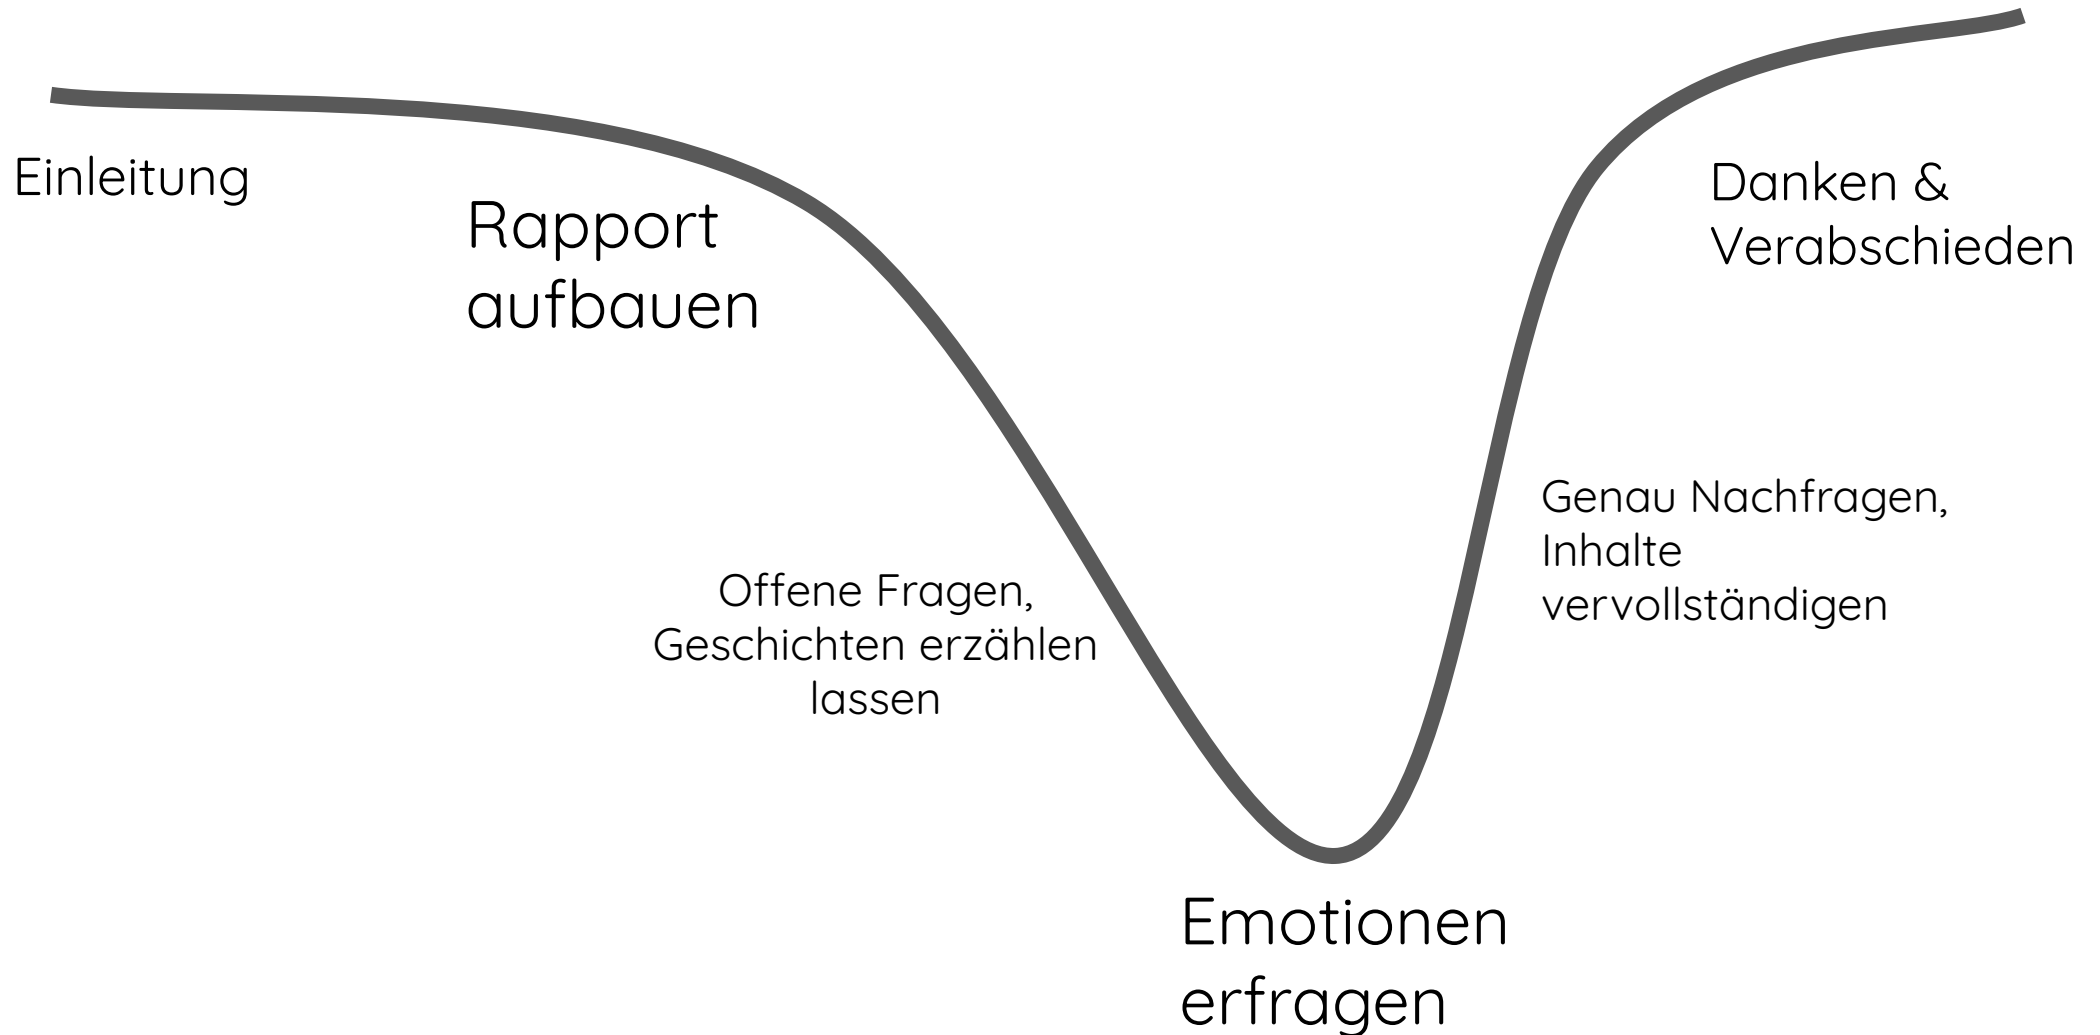 Einleitung
Rapport
aufbauen
Offene Fragen,
Geschichten erzählen
lassen
Emotionen
erfragen
Genau Nachfragen,
Inhalte
vervollständigen
Danken &
Verabschieden